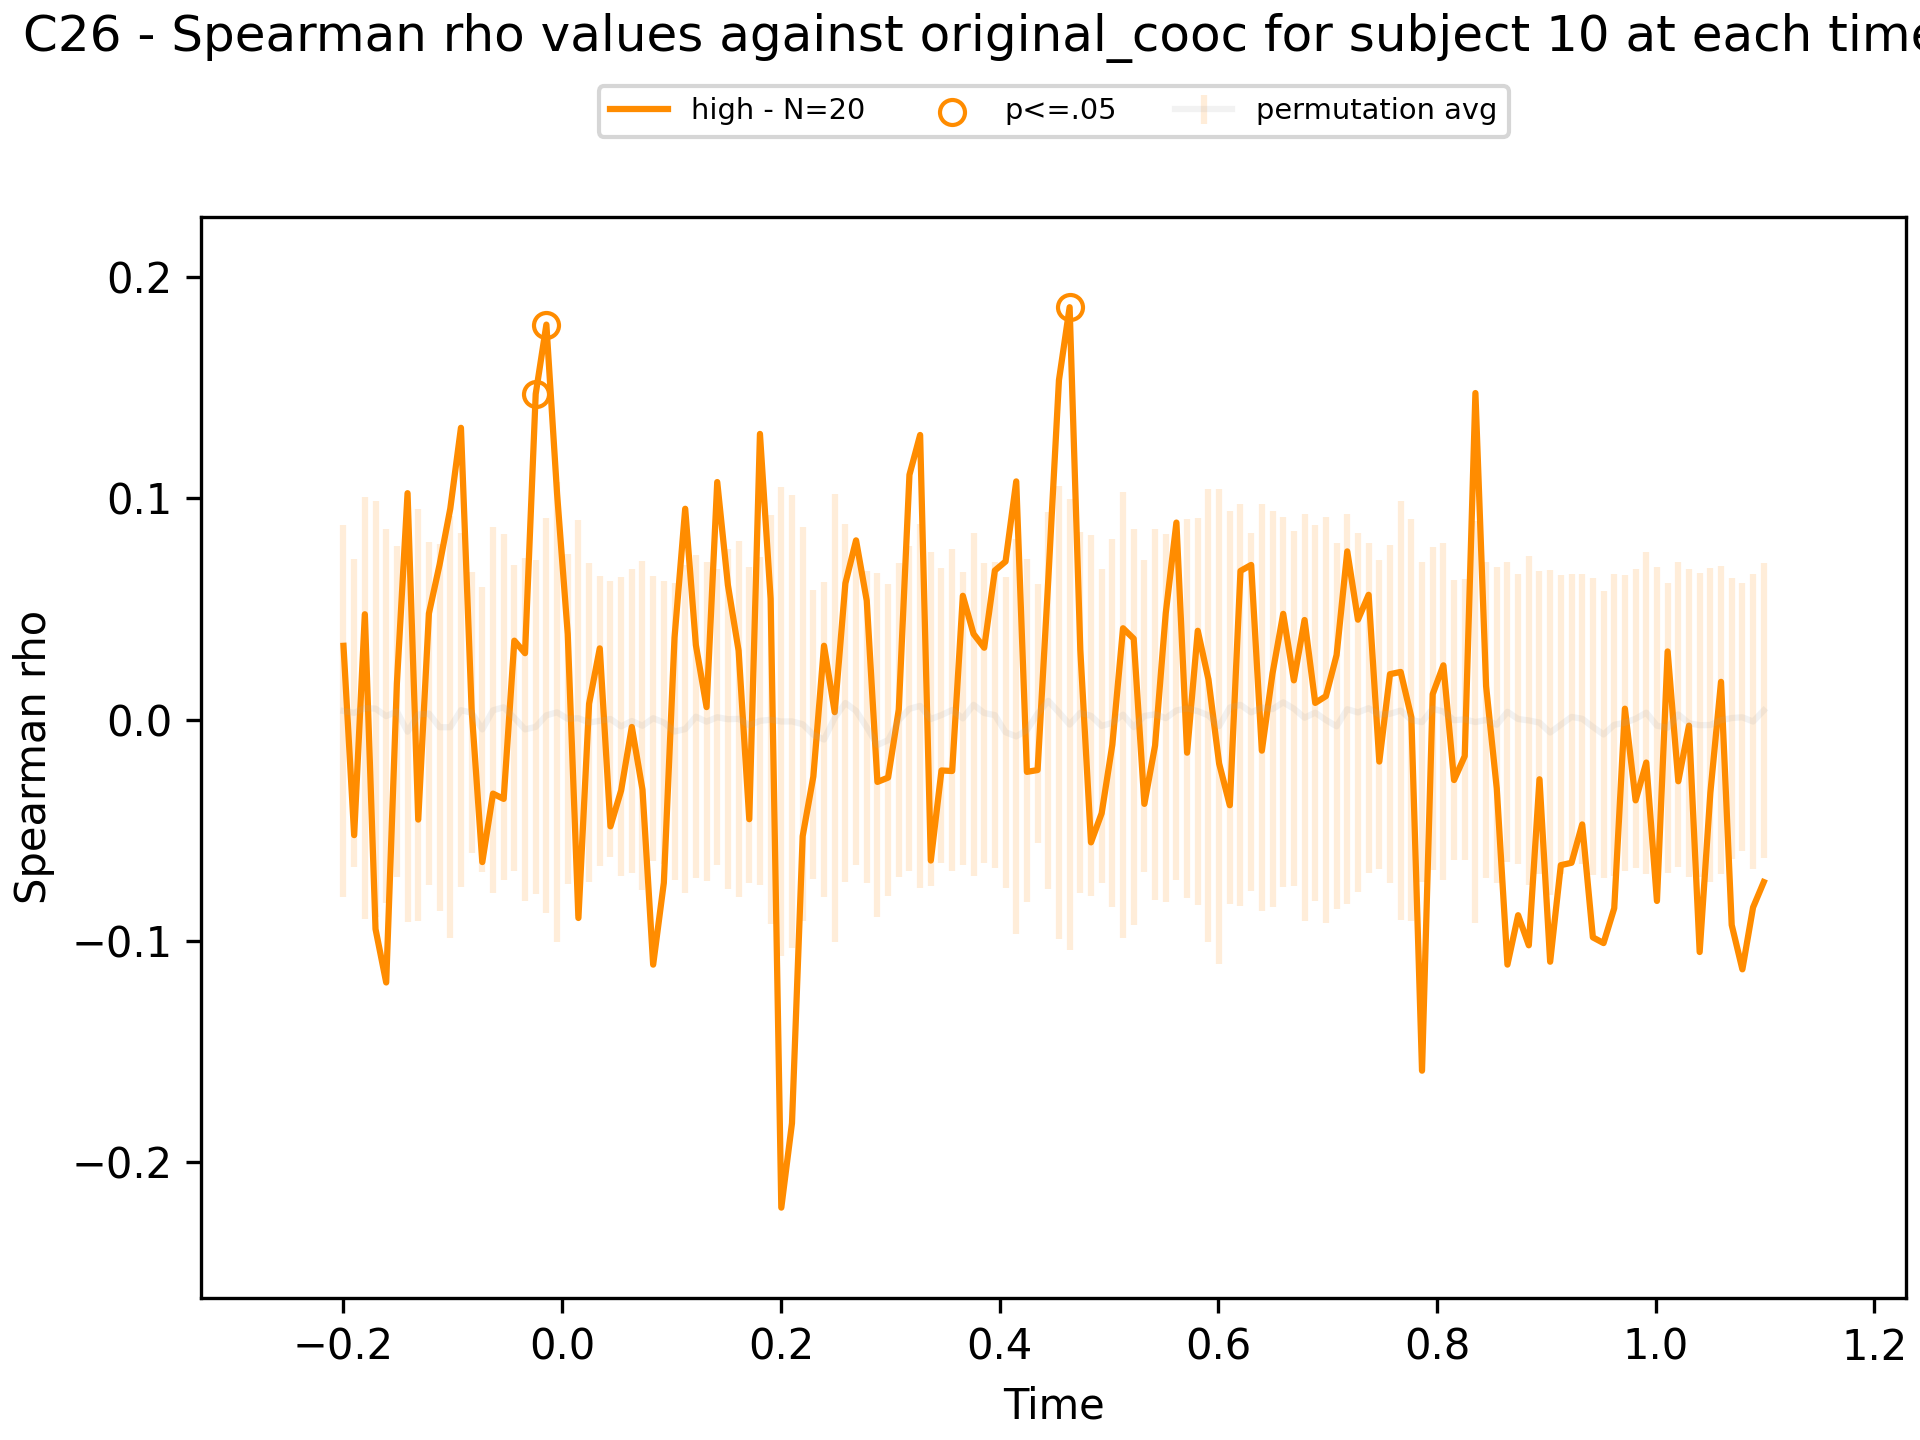 C26 - Spearman rho values against original_cooc for subject 10 at each time
high - N=20 p<=.05 permutation avg
0.2
0.1
0.0
−0.1
−0.2
Spearman rho
−0.2 0.0 0.2 0.4 0.6 0.8 1.0 1.2
Time